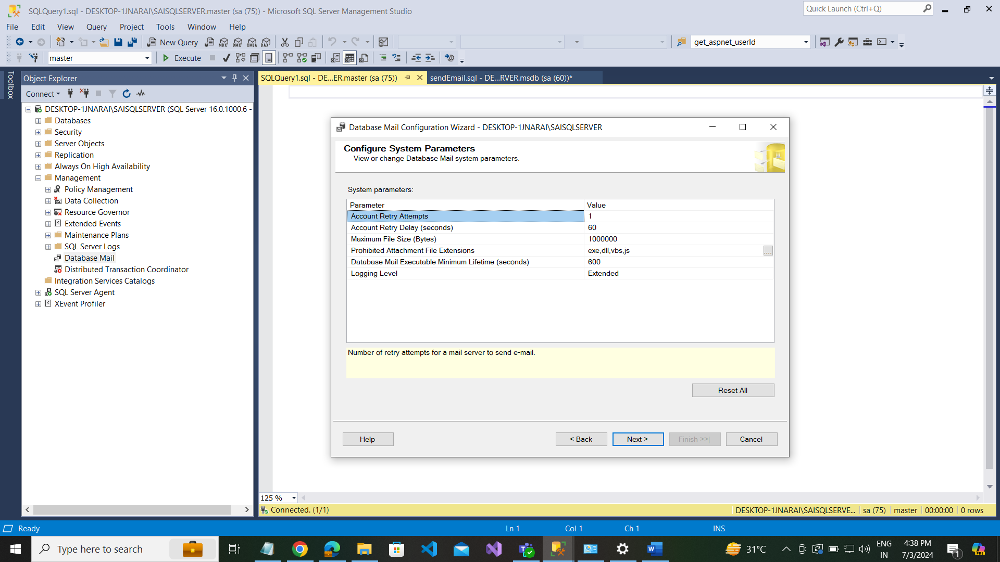 SQLQuery1.sql - DESKTOP-1JNARAI\SAISQLSERVER.master (sa (75)) - Microsoft SQL Server Management Studio
Quick Launch (Ctrl+Q)
File Edit View Query Project Tools Window Help
New Query
MDX DMX XMLA DAX
get_aspnet_userId
master
Execute
Toolbox
Object Explorer
SQLQuery1.sql - DE...ER.master (sa (75))
sendEmail.sql - DE...RVER.msdb (sa (60))*
Connect
DESKTOP-1JNARAI\SAISQLSERVER (SQL Server 16.0.1000.6 -
Databases
Security
Server Objects
Replication
Always On High Availability
Management
Policy Management
Data Collection
Resource Governor
Extended Events
Maintenance Plans
SQL Server Logs
Database Mail
Distributed Transaction Coordinator
Integration Services Catalogs
SQL Server Agent
XEvent Profiler
Database Mail Configuration Wizard - DESKTOP-1JNARAI\SAISQLSERVER
Configure System Parameters
View or change Database Mail system parameters.
System parameters:
Parameter Value
Account Retry Attempts 1
Account Retry Delay (seconds) 60
Maximum File Size (Bytes) 1000000
Prohibited Attachment File Extensions exe,dll,vbs,js ....
Database Mail Executable Minimum Lifetime (seconds) 600
Logging Level Extended
Number of retry attempts for a mail server to send e-mail.
Reset All
Help < Back Next > Finish >>| Cancel
125 %
Connected. (1/1)
DESKTOP-1JNARAI\SAISQLSERVE... sa (75) master 00:00:00 0 rows
Ready Ln 1 Col 1 Ch 1 INS
Type here to search
31°C
ENG
IN
4:38 PM
7/3/2024
1
PRE